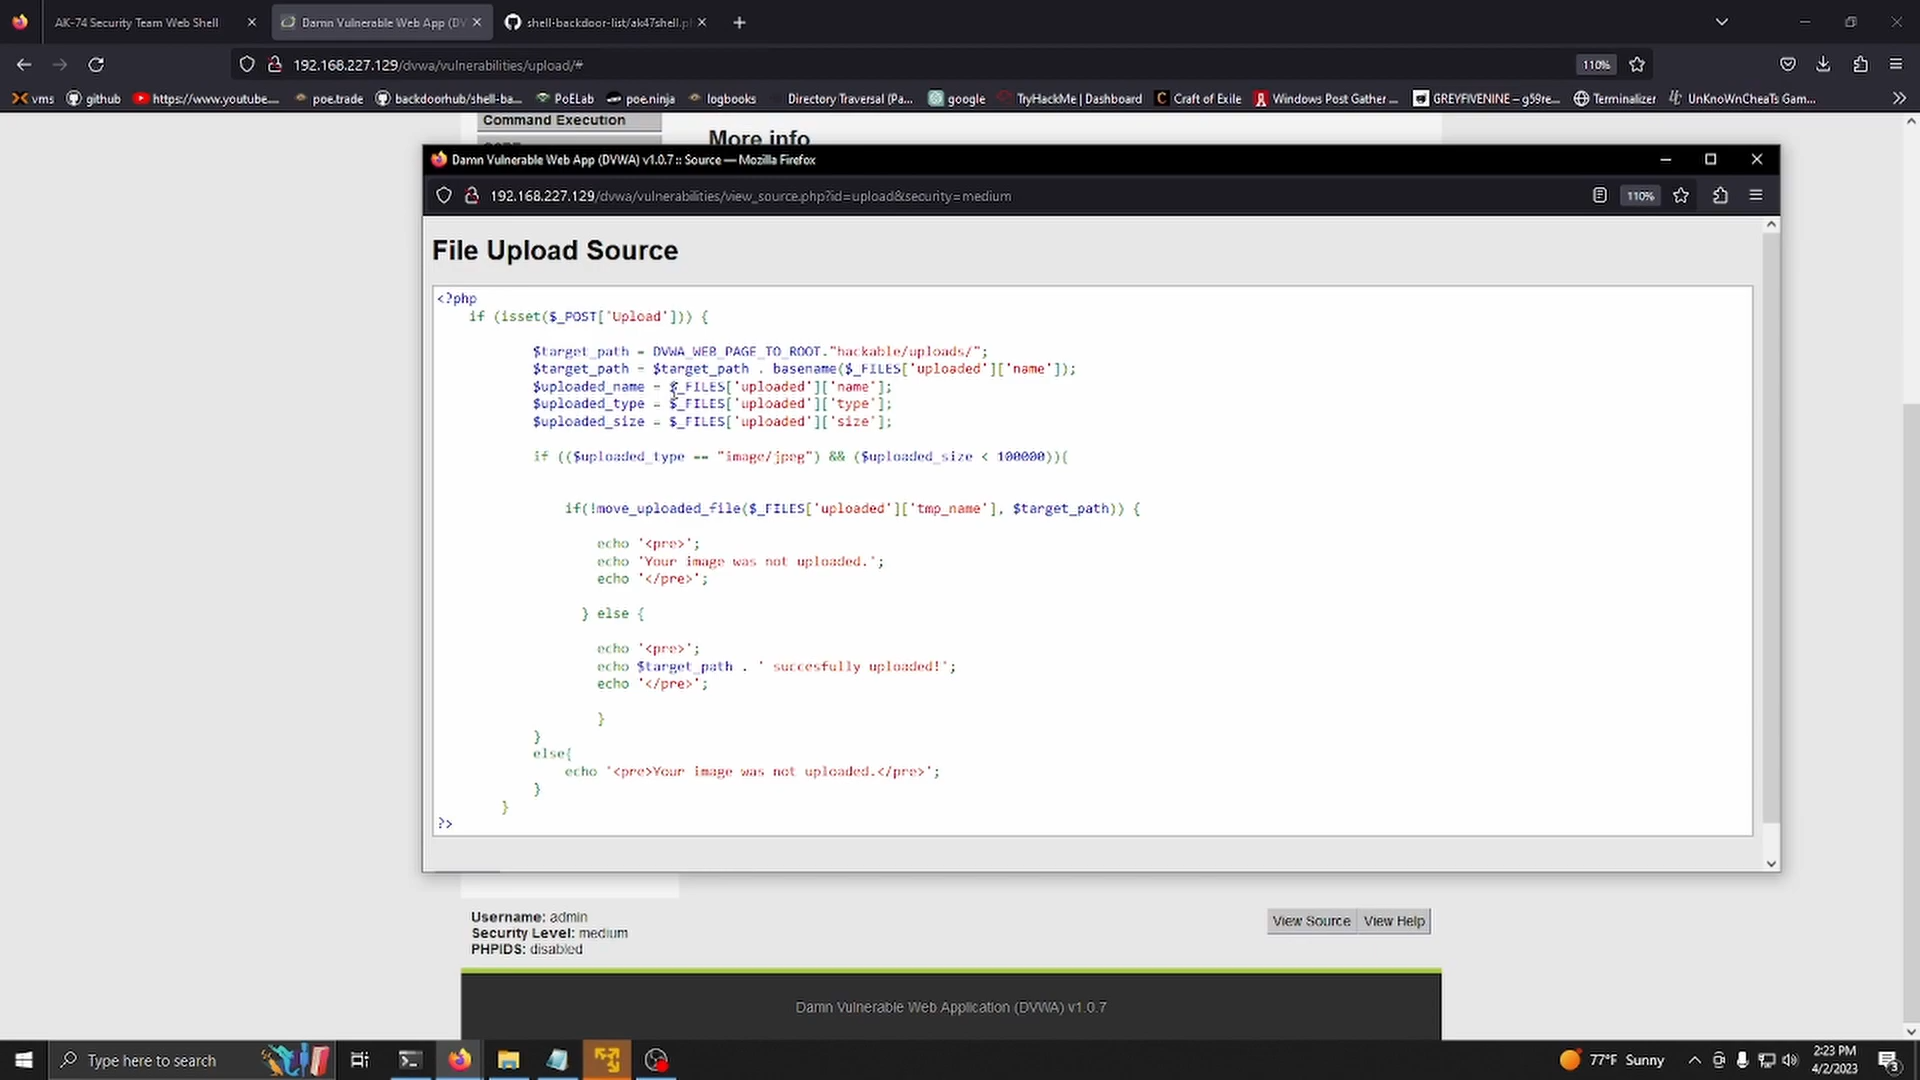 AK-74 Security Team Web Shell
Damn Vulnerable Web App (DV
shell-backdoor-list/ak47shell.p
192.168.227.129/dvwa/vulnerabilities/upload/#
110%
vms
github
https://www.youtube....
poe.trade
backdoorhub/shell-ba...
PoELab
poe.ninja
logbooks
Directory Traversal (Pa...
google
TryHackMe | Dashboard
Craft of Exile
Windows Post Gather ...
GREYFIVENINE – g59re...
Terminalizer
UnKnoWnCheaTs Gam...
Command Execution
More info
Damn Vulnerable Web App (DVWA) v1.0.7 :: Source — Mozilla Firefox
192.168.227.129/dvwa/vulnerabilities/view_source.php?id=upload&security=medium
110%
File Upload Source
<?php
if (isset($_POST['Upload'])) {
$target_path = DVWA_WEB_PAGE_TO_ROOT."hackable/uploads/";
$target_path = $target_path . basename($_FILES['uploaded']['name']);
$uploaded_name = $_FILES['uploaded']['name'];
$uploaded_type = $_FILES['uploaded']['type'];
$uploaded_size = $_FILES['uploaded']['size'];
if (($uploaded_type == "image/jpeg") && ($uploaded_size < 100000)){
if(!move_uploaded_file($_FILES['uploaded']['tmp_name'], $target_path)) {
echo '<pre>';
echo 'Your image was not uploaded.';
echo '</pre>';
} else {
echo '<pre>';
echo $target_path . ' succesfully uploaded!';
echo '</pre>';
}
}
else{
echo '<pre>Your image was not uploaded.</pre>';
}
}
?>
Username: admin
Security Level: medium
PHPIDS: disabled
View Source
View Help
Damn Vulnerable Web Application (DVWA) v1.0.7
Type here to search
77°F Sunny
2:23 PM
4/2/2023
3